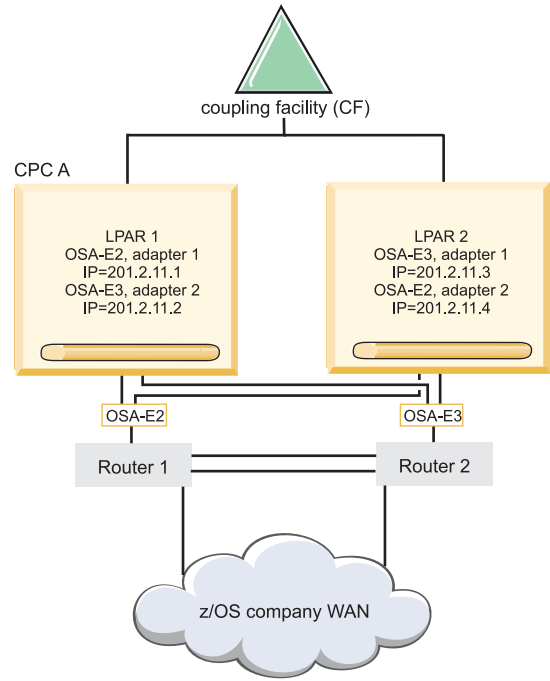 coupling facility (CF)
CPC A
LPAR 1
OSA-E2, adapter 1
IP=201.2.11.1
OSA-E3, adapter 2
IP=201.2.11.2
LPAR 2
OSA-E3, adapter 1
IP=201.2.11.3
OSA-E2, adapter 2
IP=201.2.11.4
OSA-E2
OSA-E3
Router 1
Router 2
z/OS company WAN